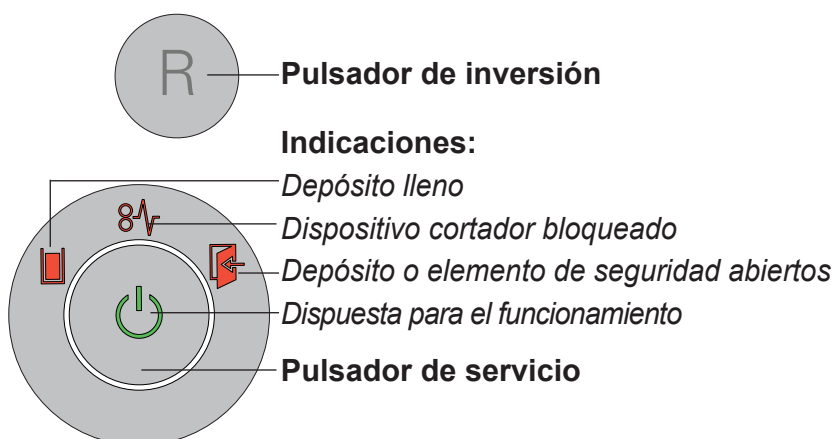 R
Pulsador de inversión
Indicaciones:
Depósito lleno
Dispositivo cortador bloqueado
Depósito o elemento de seguridad abiertos
Dispuesta para el funcionamiento
Pulsador de servicio